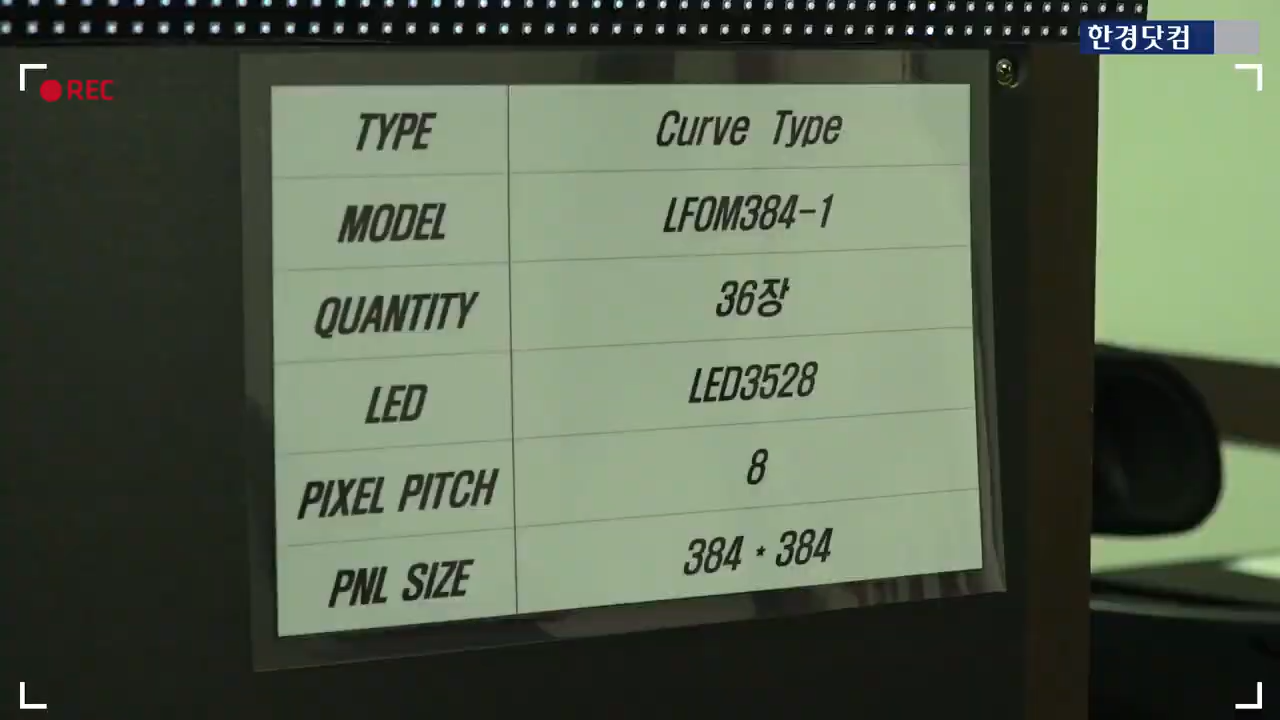 한경닷컴
REC
TYPE Curve Type
MODEL LFOM384-1
QUANTITY 36장
LED LED3528
PIXEL PITCH 8
PNL SIZE 384 * 384